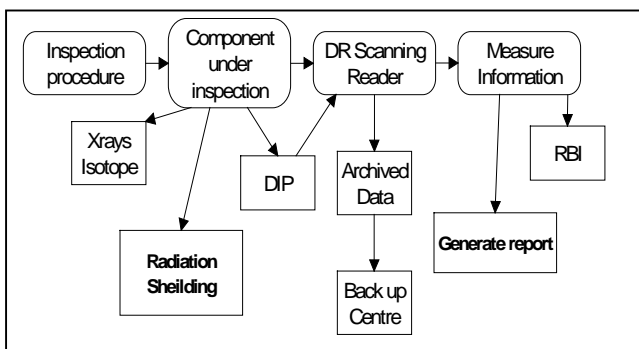 Inspection
procedure
Component
under
inspection
DR Scanning
Reader
Measure
Information
Xrays
Isotope
DIP
Archived
Data
RBI
Radiation
Sheilding
Generate report
Back up
Centre